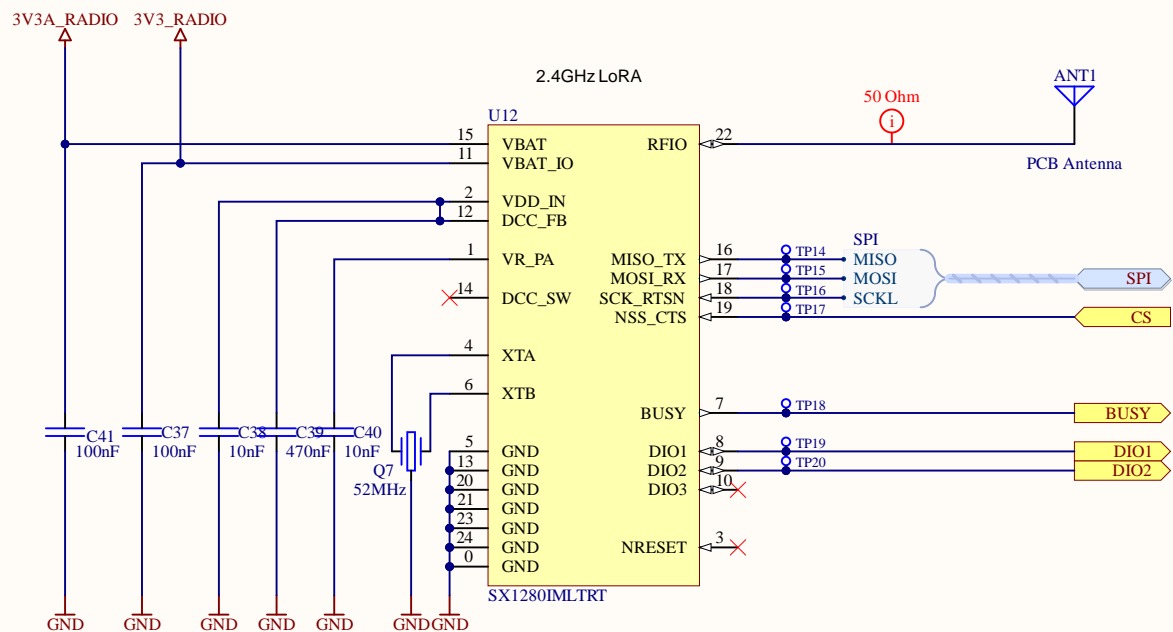 3V3A_RADIO 3V3_RADIO
2.4GHz LoRA
ANT1
50 Ohm
i
U12
15 VBAT RFIO 22
11 VBAT_IO
PCB Antenna
2 VDD_IN
12 DCC_FB
1 VR_PA MISO_TX 16 TP14 SPI
MISO
MOSI_RX 17 TP15 MOSI SPI
14 DCC_SW SCK_RTSN 18 TP16 SCKL
NSS_CTS 19 TP17 CS
4 XTA
6 XTB
BUSY 7 TP18 BUSY
C41 C37 C38 C39 C40
100nF 100nF 10nF 470nF 10nF
5 GND DIO1 8 TP19 DIO1
Q7 13 GND DIO2 9 TP20 DIO2
52MHz 20 GND DIO3 10
21 GND
23 GND
24 GND NRESET 3
0 GND
SX1280IMLTRT
GND GND GND GND GND GND GND